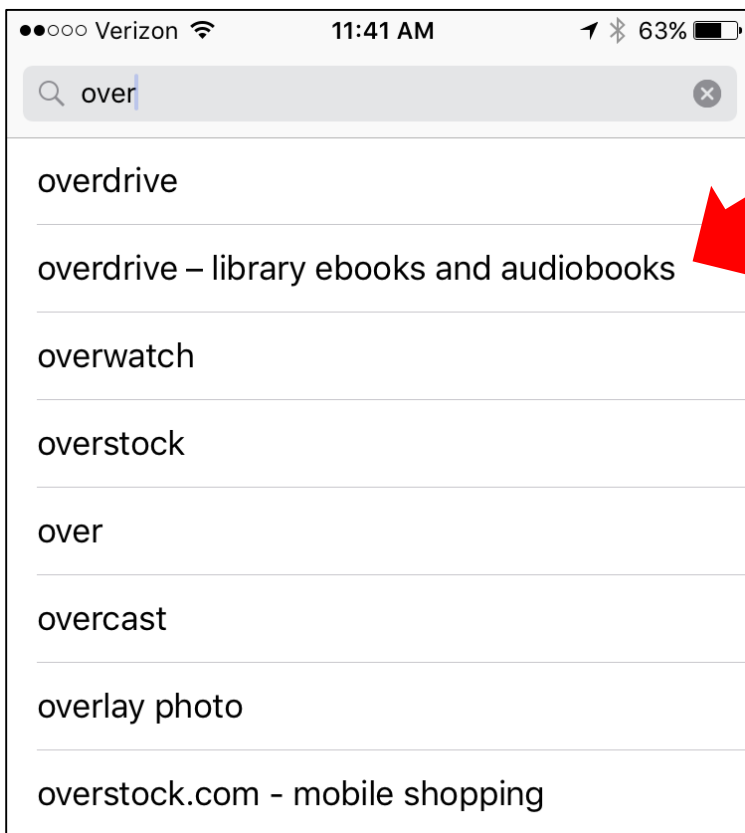 Verizon 11:41 AM 63%
over
overdrive
overdrive – library ebooks and audiobooks
overwatch
overstock
over
overcast
overlay photo
overstock.com - mobile shopping